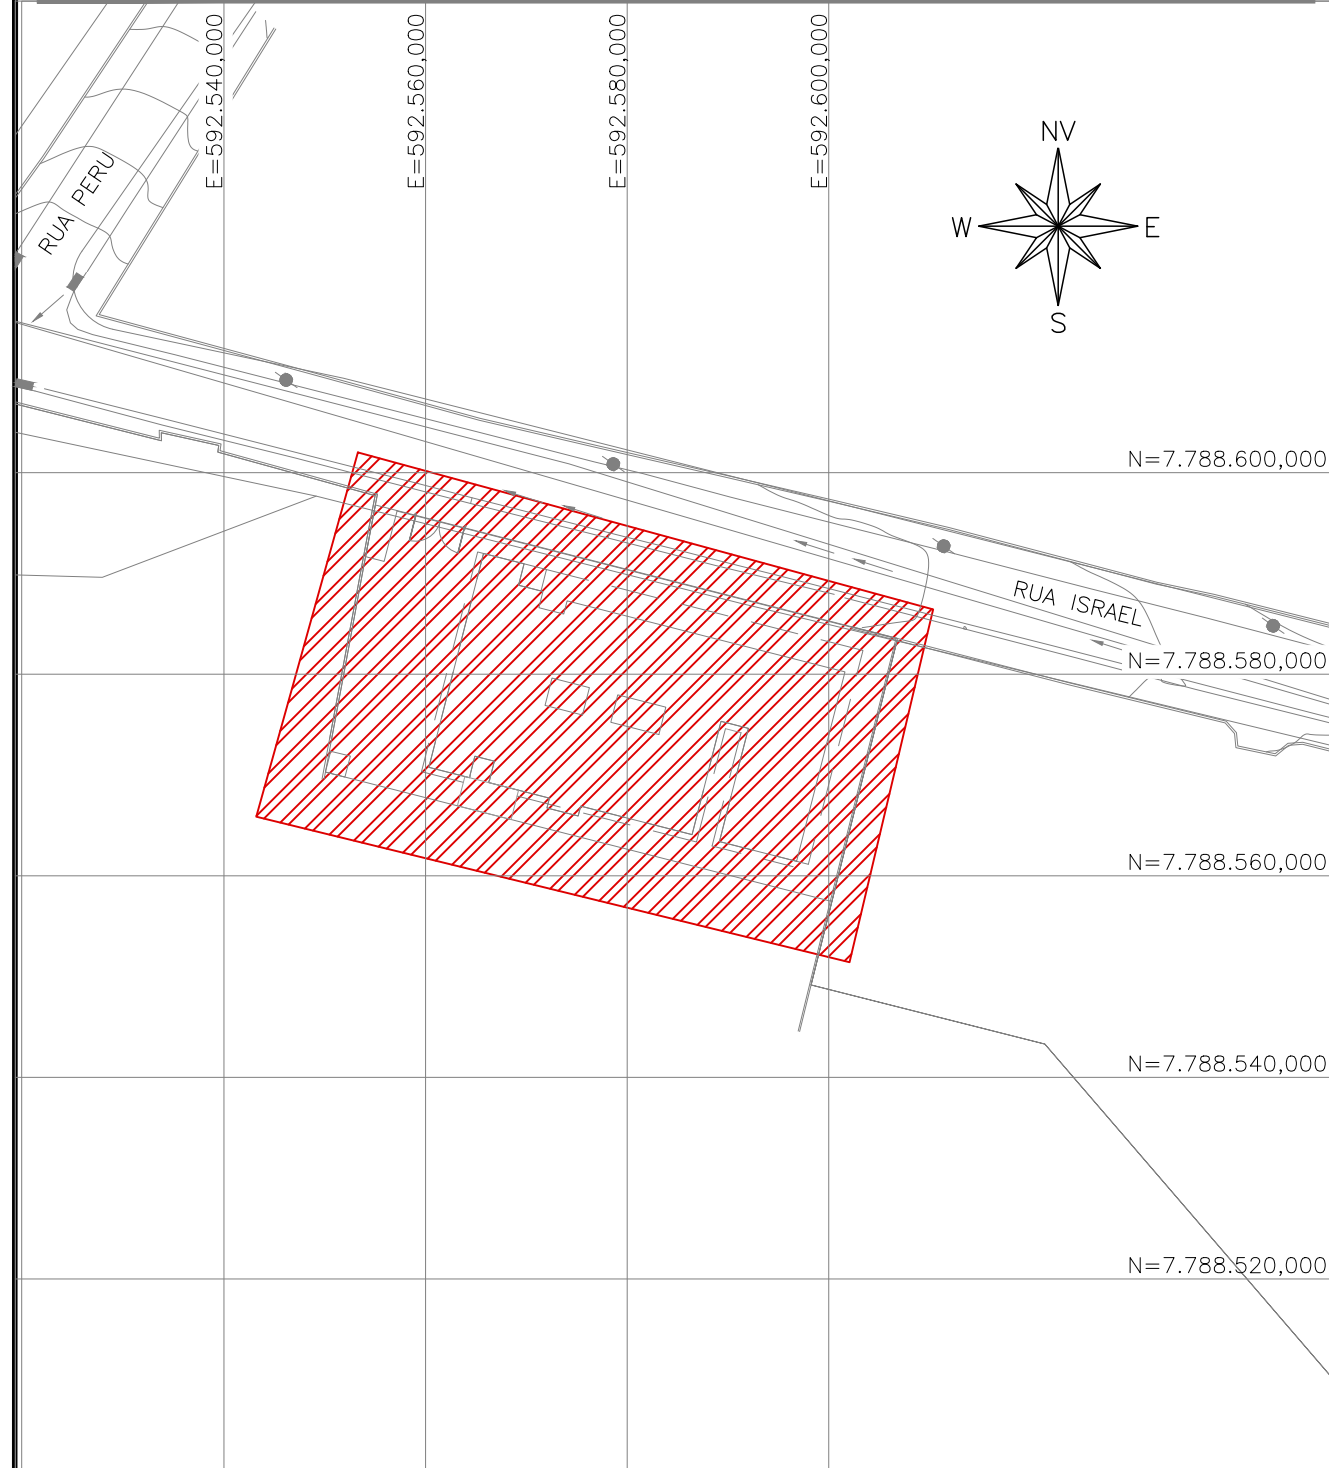 E=592.540,000
E=592.560,000
E=592.580,000
E=592.600,000
NV
W
E
S
RUA PERU
N=7.788.600,000
RUA ISRAEL
N=7.788.580,000
N=7.788.560,000
N=7.788.540,000
N=7.788.520,000